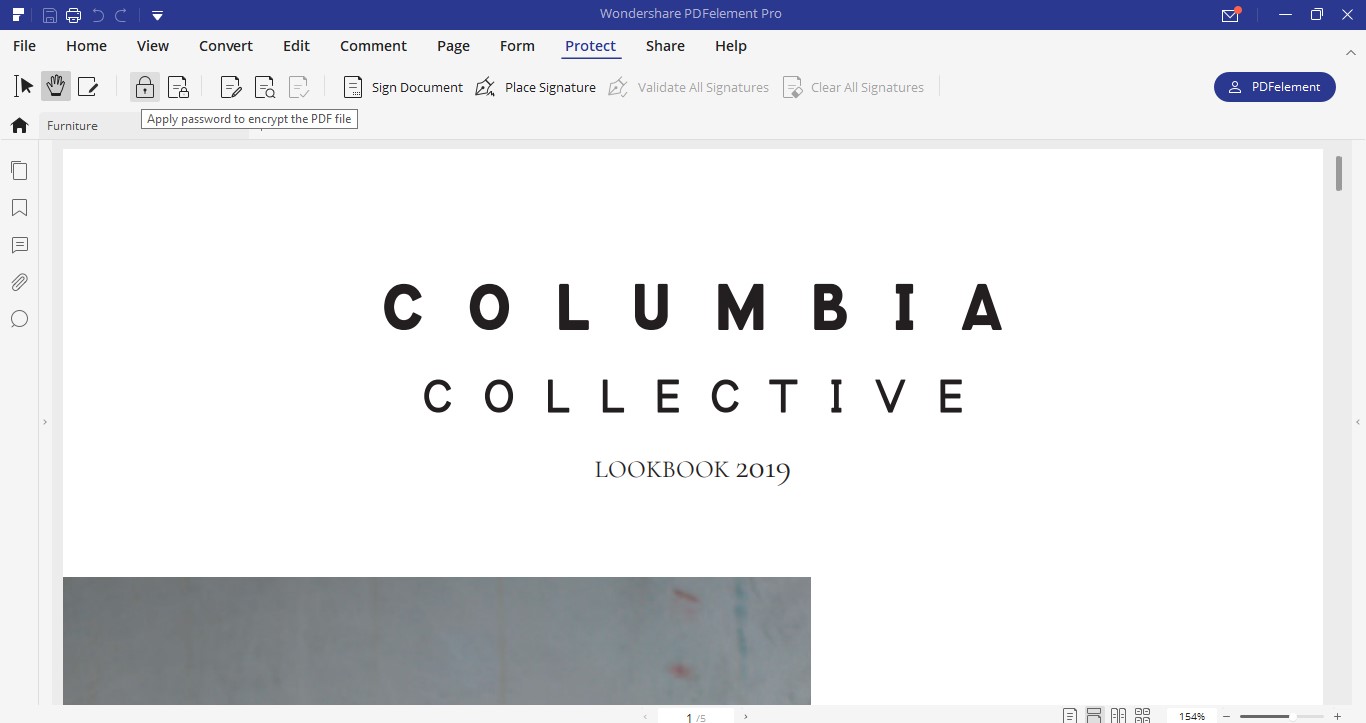 Wondershare PDFelement Pro
File Home View Convert Edit Comment Page Form Protect Share Help
Sign Document Place Signature Validate All Signatures Clear All Signatures PDFelement
Apply password to encrypt the PDF file
Furniture
COLUMBIA
COLLECTIVE
LOOKBOOK 2019
1 /5 154%